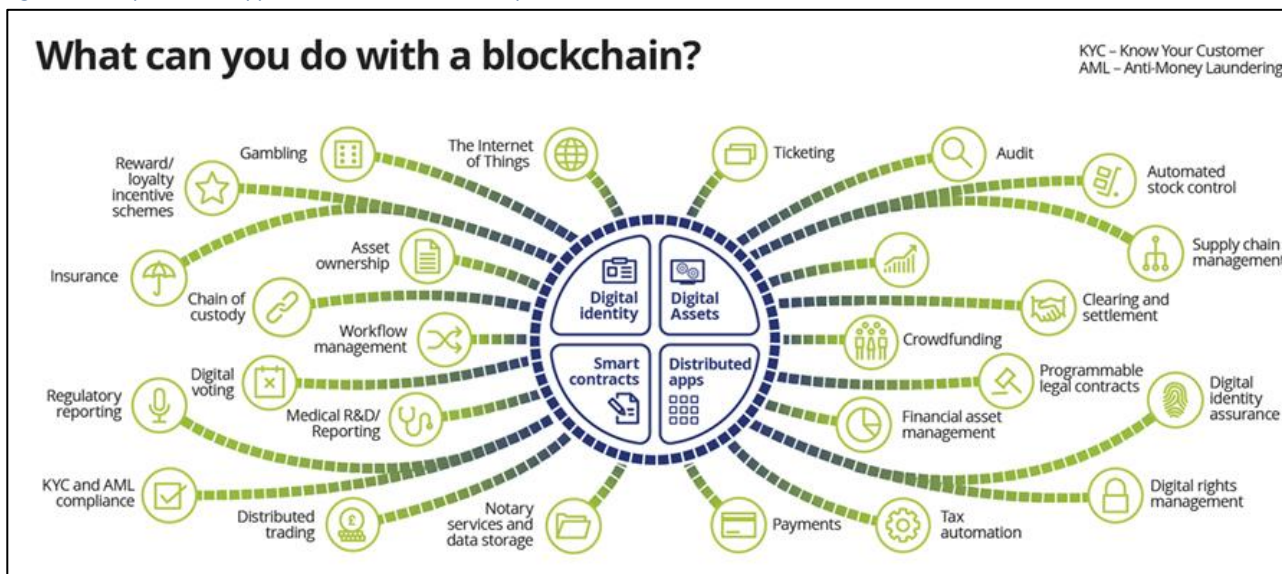 What can you do with a blockchain?
KYC – Know Your Customer
AML – Anti-Money Laundering
Gambling
The Internet
of Things
Ticketing
Audit
Reward/
loyalty
incentive
schemes
Automated
stock control
Asset
ownership
Insurance
Supply chain
management
Chain of
custody
Digital
identity
Digital
Assets
Clearing and
settlement
Workflow
management
Crowdfunding
Digital
voting
Smart
contracts
Distributed
apps
Programmable
legal contracts
Regulatory
reporting
Medical R&D/
Reporting
Financial asset
management
Digital
identity
assurance
KYC and AML
compliance
Digital rights
management
Distributed
trading
£
Notary
services and
data storage
Payments
Tax
automation